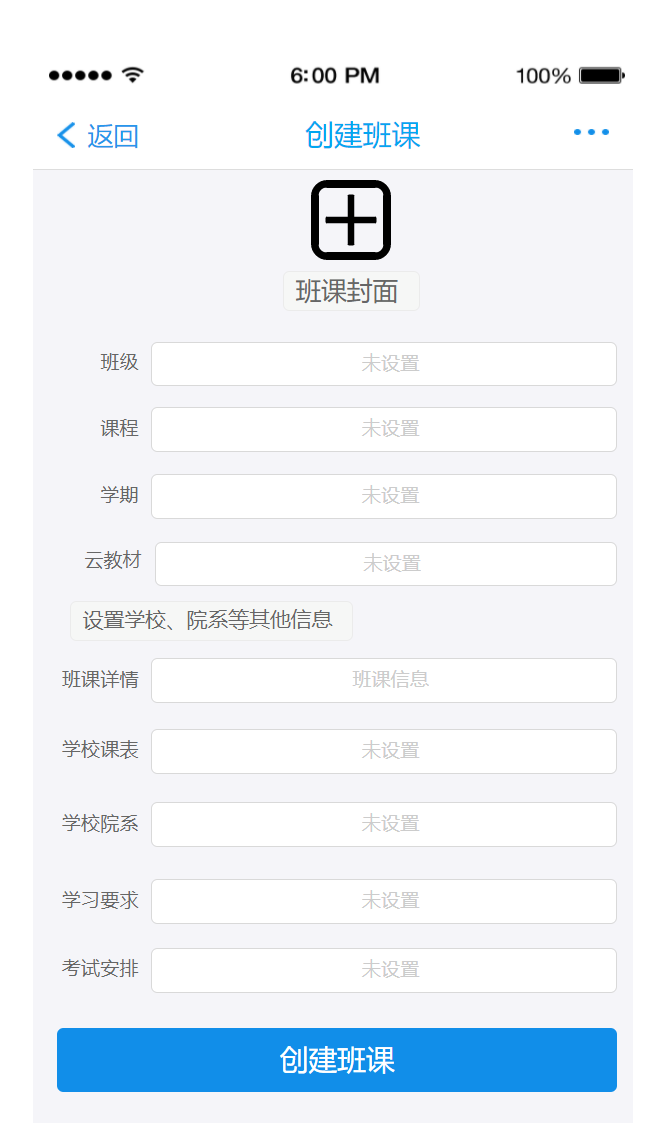 6:00 PM 100%
返回 创建班课
班课封面
班级 未设置
课程 未设置
学期 未设置
云教材 未设置
设置学校、院系等其他信息
班课详情 班课信息
学校课表 未设置
学校院系 未设置
学习要求 未设置
考试安排 未设置
创建班课